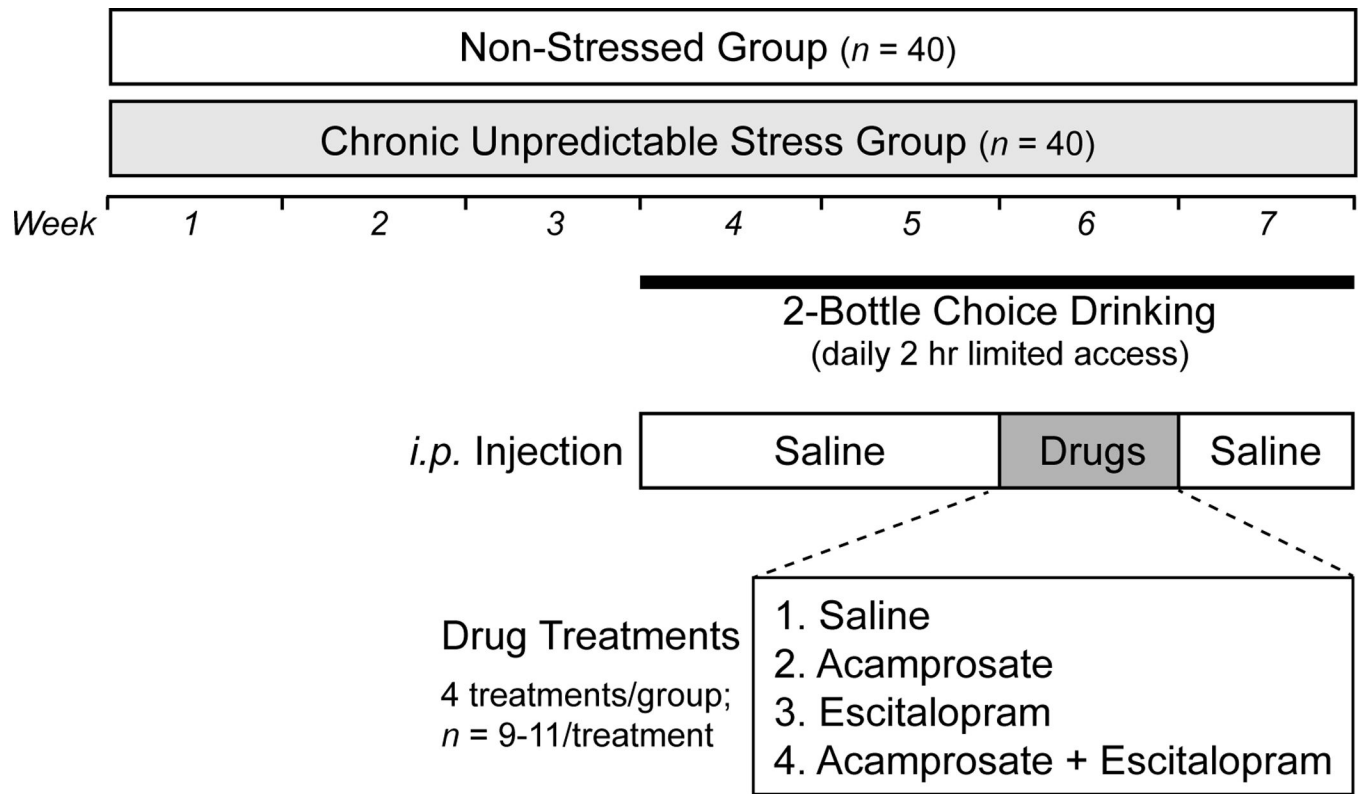 Non-Stressed Group (n = 40)
Chronic Unpredictable Stress Group (n = 40)
Week 1 2 3 4 5 6 7
2-Bottle Choice Drinking
(daily 2 hr limited access)
i.p. Injection Saline Drugs Saline
Drug Treatments
4 treatments/group;
n = 9-11/treatment
1. Saline
2. Acamprosate
3. Escitalopram
4. Acamprosate + Escitalopram